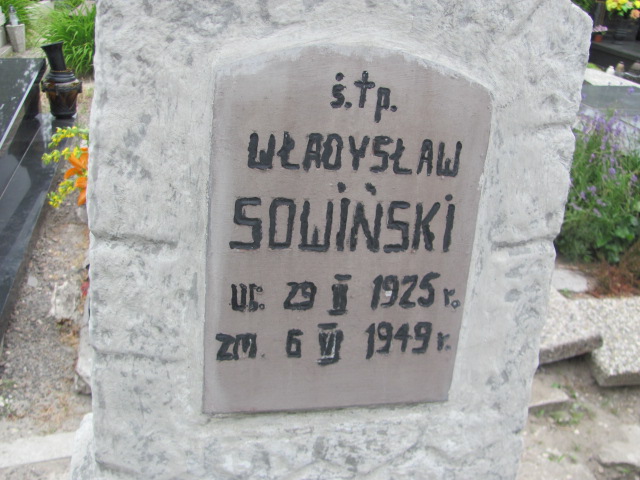 ś.†p.
WŁADYSŁAW
SOWIŃSKI
ur. 29 II 1925 r.
zm. 6 VI 1949 r.